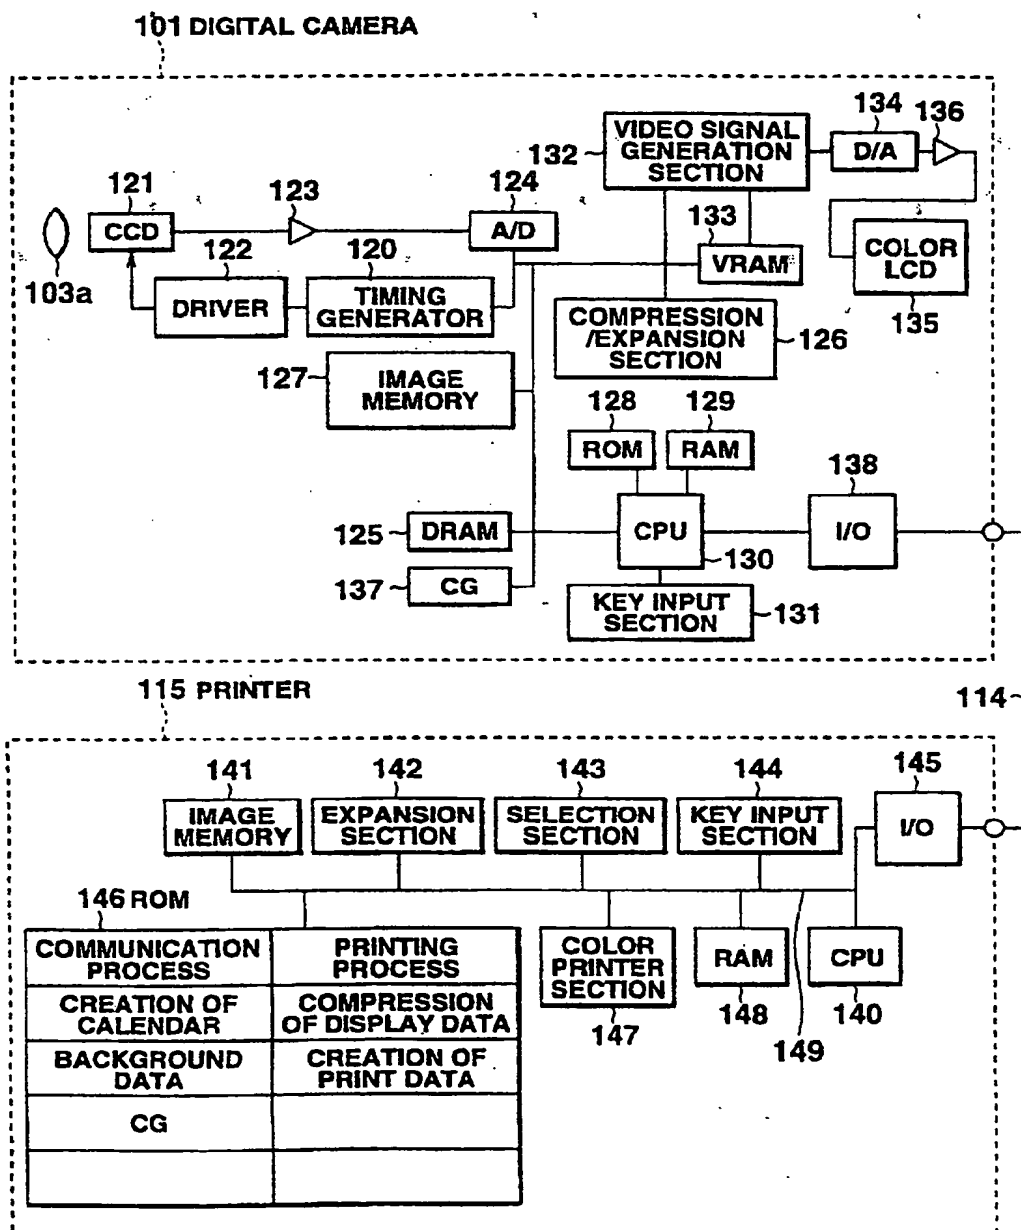 101 DIGITAL CAMERA
134
136
VIDEO SIGNAL
GENERATION
SECTION
132
D/A
121
123
124
CCD
A/D
133
VRAM
COLOR
LCD
135
103a
122
120
DRIVER
TIMING
GENERATOR
COMPRESSION
/EXPANSION
SECTION
126
127
IMAGE
MEMORY
128
129
ROM
RAM
138
125
DRAM
CPU
130
I/O
137
CG
KEY INPUT
SECTION
131
115 PRINTER
114
141
142
143
144
145
IMAGE
MEMORY
EXPANSION
SECTION
SELECTION
SECTION
KEY INPUT
SECTION
I/O
146 ROM
COMMUNICATION
PROCESS
PRINTING
PROCESS
CREATION OF
CALENDAR
COMPRESSION
OF DISPLAY DATA
BACKGROUND
DATA
CREATION OF
PRINT DATA
CG
COLOR
PRINTER
SECTION
147
RAM
148
149
CPU
140